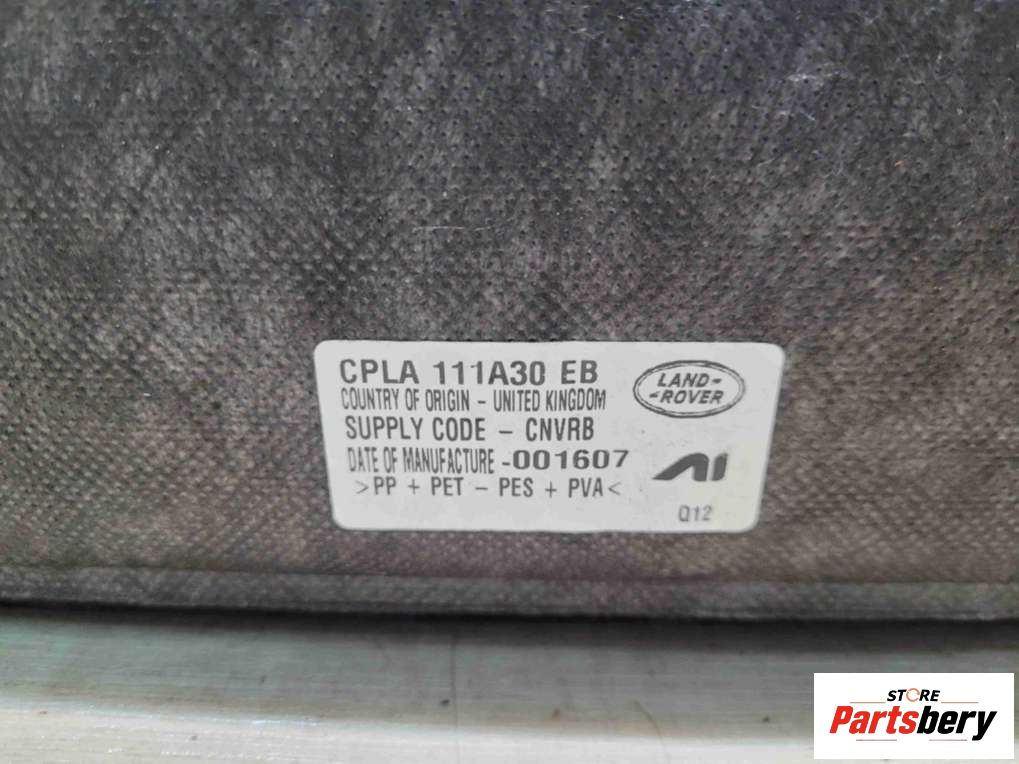 CPLA 111A30 EB
LAND-
-ROVER
COUNTRY OF ORIGIN - UNITED KINGDOM
SUPPLY CODE - CNVRB
DATE OF MANUFACTURE -001607
>PP + PET - PES + PVA<
AI
Q12
STORE
Partsbery